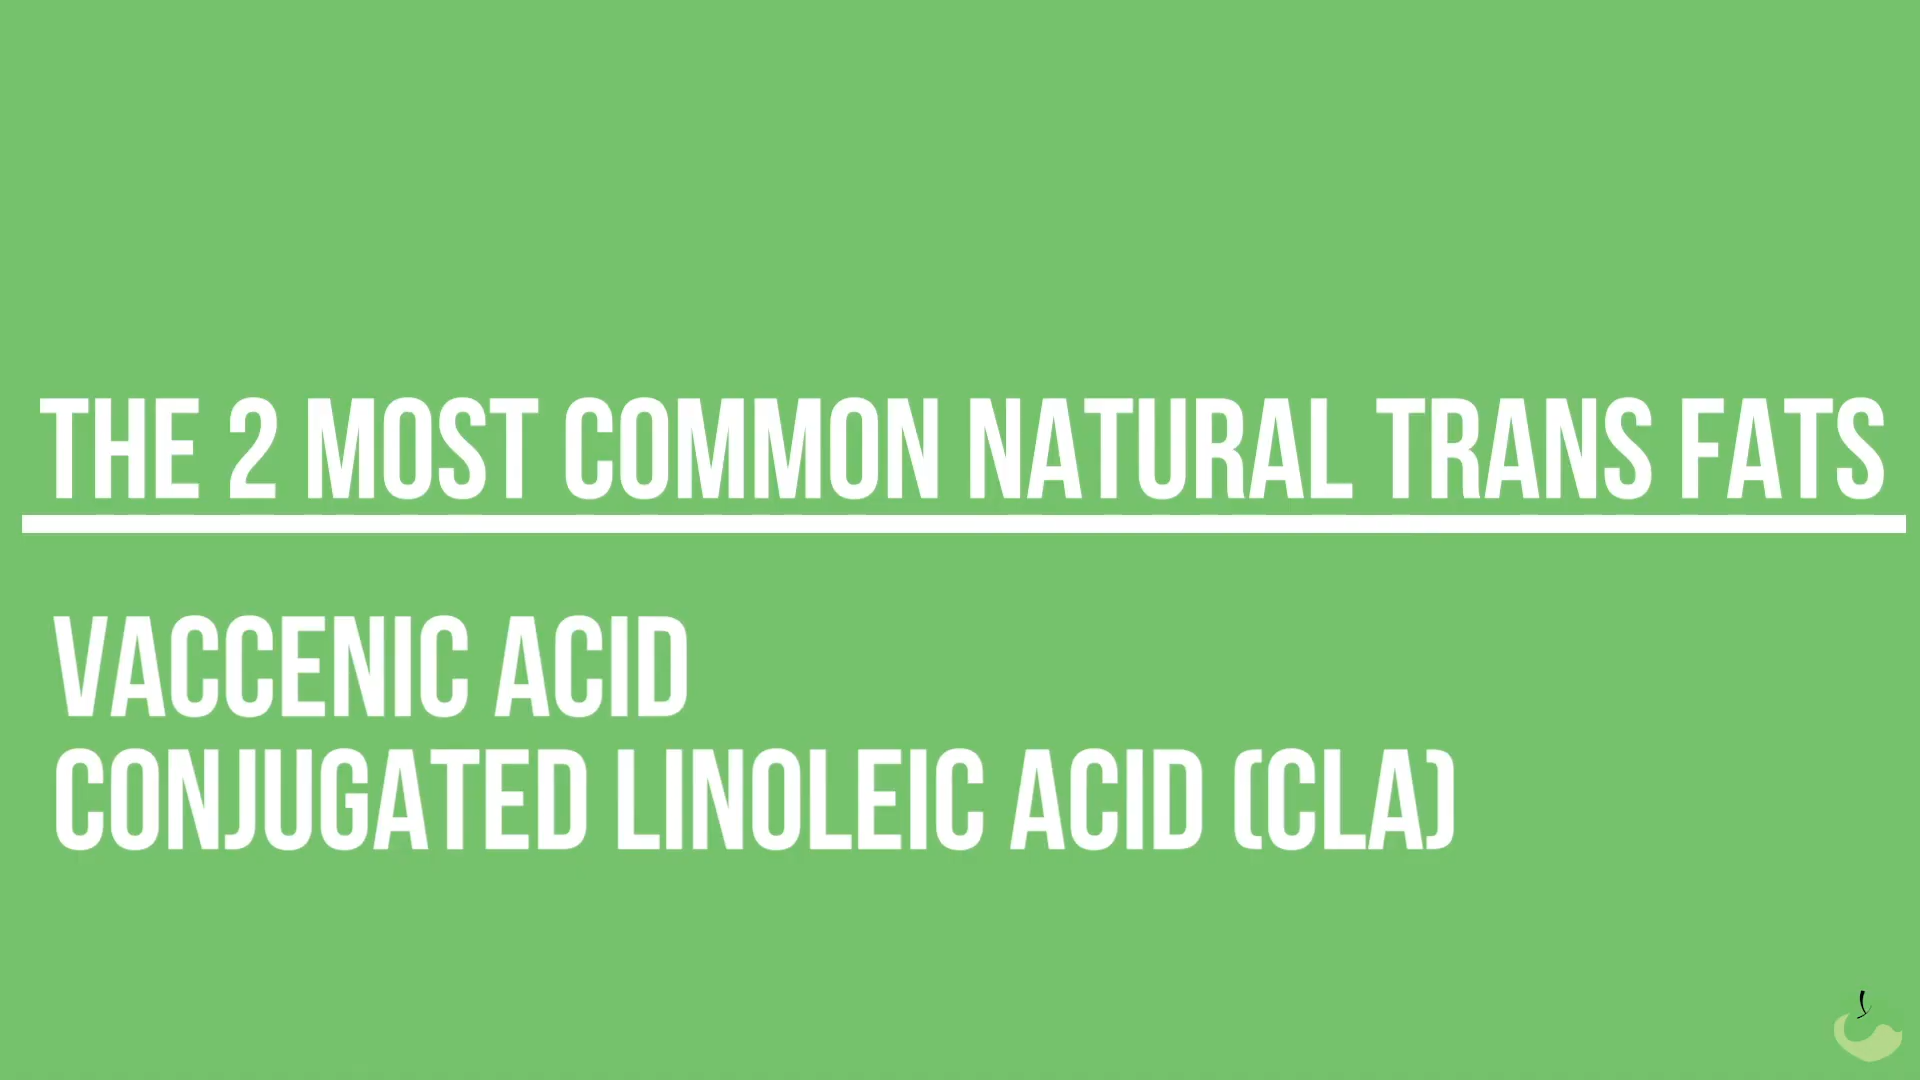 THE 2 MOST COMMON NATURAL TRANS FATS
VACCENIC ACID
CONJUGATED LINOLEIC ACID (CLA)